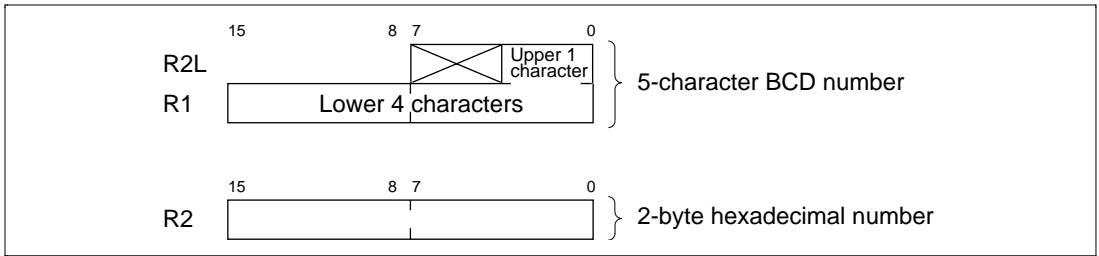 15 8 7 0
R2L Upper 1
character
5-character BCD number
R1 Lower 4 characters
15 8 7 0
R2 2-byte hexadecimal number